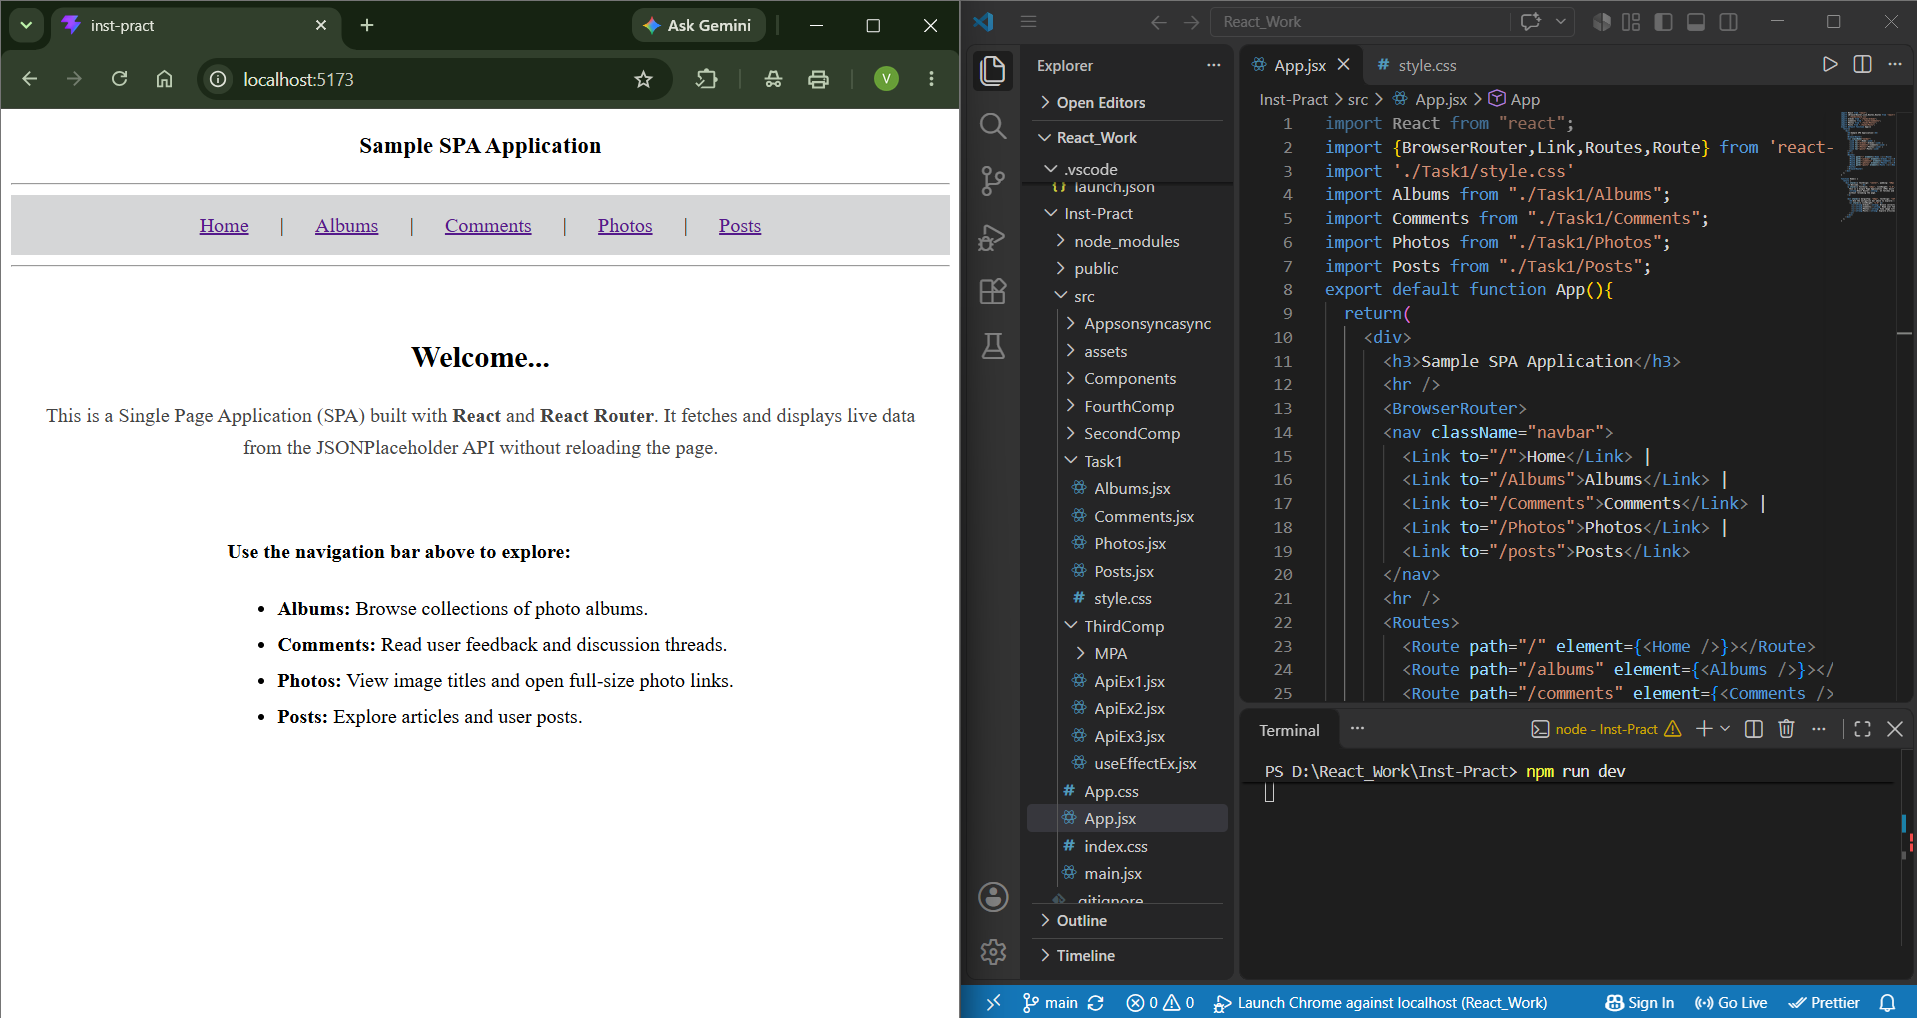 inst-pract
Ask Gemini
localhost:5173
V
Sample SPA Application
Home | Albums | Comments | Photos | Posts
Welcome...
This is a Single Page Application (SPA) built with React and React Router. It fetches and displays live data
from the JSONPlaceholder API without reloading the page.
Use the navigation bar above to explore:
• Albums: Browse collections of photo albums.
• Comments: Read user feedback and discussion threads.
• Photos: View image titles and open full-size photo links.
• Posts: Explore articles and user posts.
React_Work
Explorer
Open Editors
React_Work
.vscode
launch.json
Inst-Pract
node_modules
public
src
Appsonsyncasync
assets
Components
FourthComp
SecondComp
Task1
Albums.jsx
Comments.jsx
Photos.jsx
Posts.jsx
style.css
ThirdComp
MPA
ApiEx1.jsx
ApiEx2.jsx
ApiEx3.jsx
useEffectEx.jsx
App.css
App.jsx
index.css
main.jsx
.gitignore
Outline
Timeline
App.jsx
style.css
Inst-Pract > src > App.jsx > App
1 import React from "react";
2 import {BrowserRouter,Link,Routes,Route} from 'react-
3 import './Task1/style.css'
4 import Albums from "./Task1/Albums";
5 import Comments from "./Task1/Comments";
6 import Photos from "./Task1/Photos";
7 import Posts from "./Task1/Posts";
8 export default function App(){
9 return(
10 <div>
11 <h3>Sample SPA Application</h3>
12 <hr />
13 <BrowserRouter>
14 <nav className="navbar">
15 <Link to="/">Home</Link> |
16 <Link to="/Albums">Albums</Link> |
17 <Link to="/Comments">Comments</Link> |
18 <Link to="/Photos">Photos</Link> |
19 <Link to="/posts">Posts</Link>
20 </nav>
21 <hr />
22 <Routes>
23 <Route path="/" element={<Home />}></Route>
24 <Route path="/albums" element={<Albums />}></
25 <Route path="/comments" element={<Comments />
Terminal
node - Inst-Pract
PS D:\React_Work\Inst-Pract> npm run dev
main
0 0
Launch Chrome against localhost (React_Work)
Sign In
Go Live
Prettier